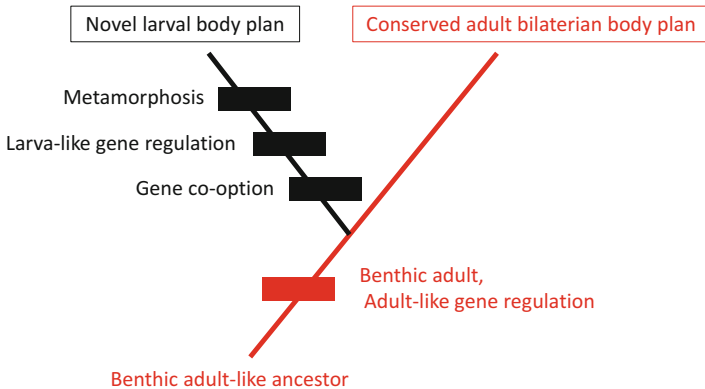 Novel larval body plan
Conserved adult bilaterian body plan
Metamorphosis
Larva-like gene regulation
Gene co-option
Benthic adult,
Adult-like gene regulation
Benthic adult-like ancestor